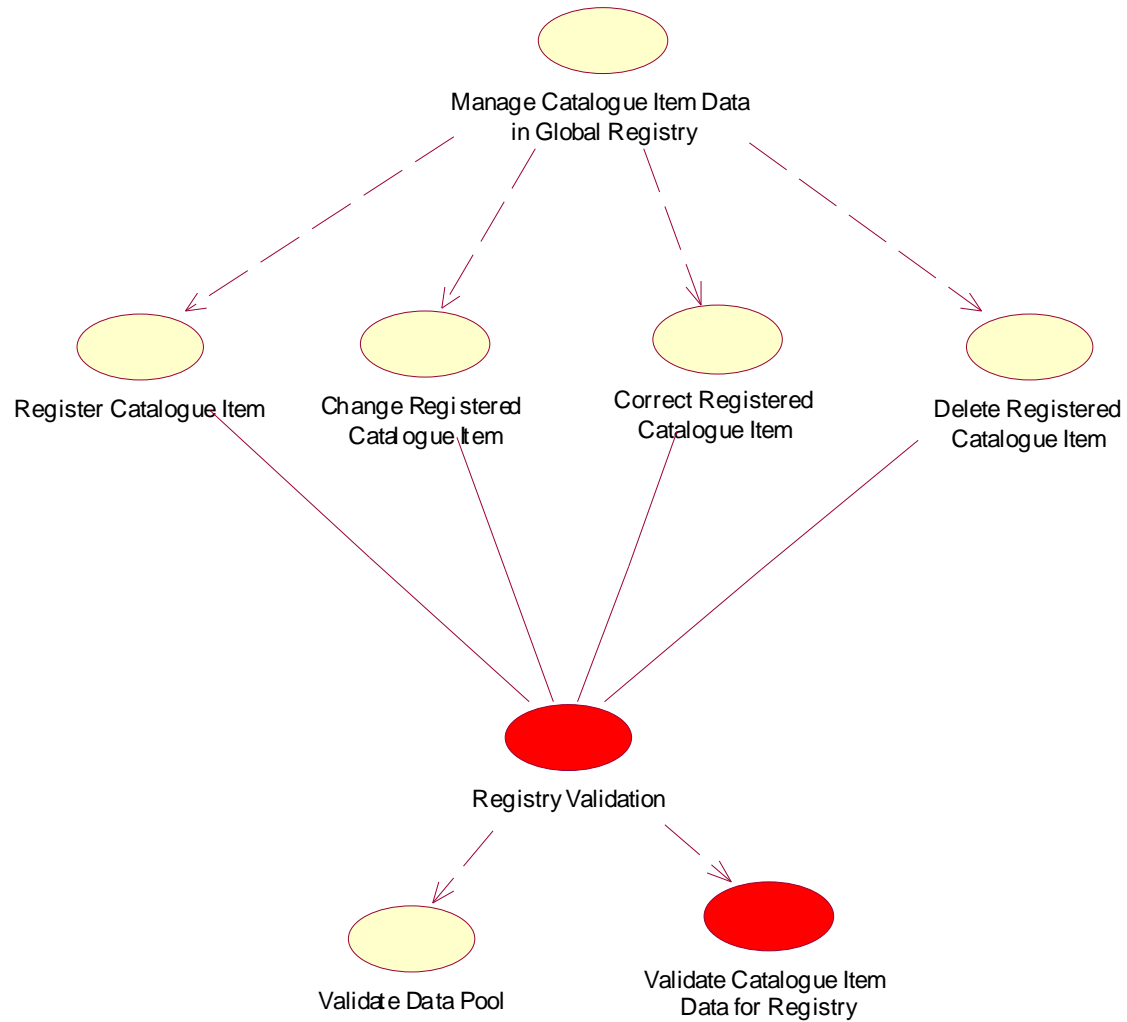 Manage Catalogue Item Data
in Global Registry
Register Catalogue Item
Change Registered
Catalogue Item
Correct Registered
Catalogue Item
Delete Registered
Catalogue Item
Registry Validation
Validate Data Pool
Validate Catalogue Item
Data for Registry